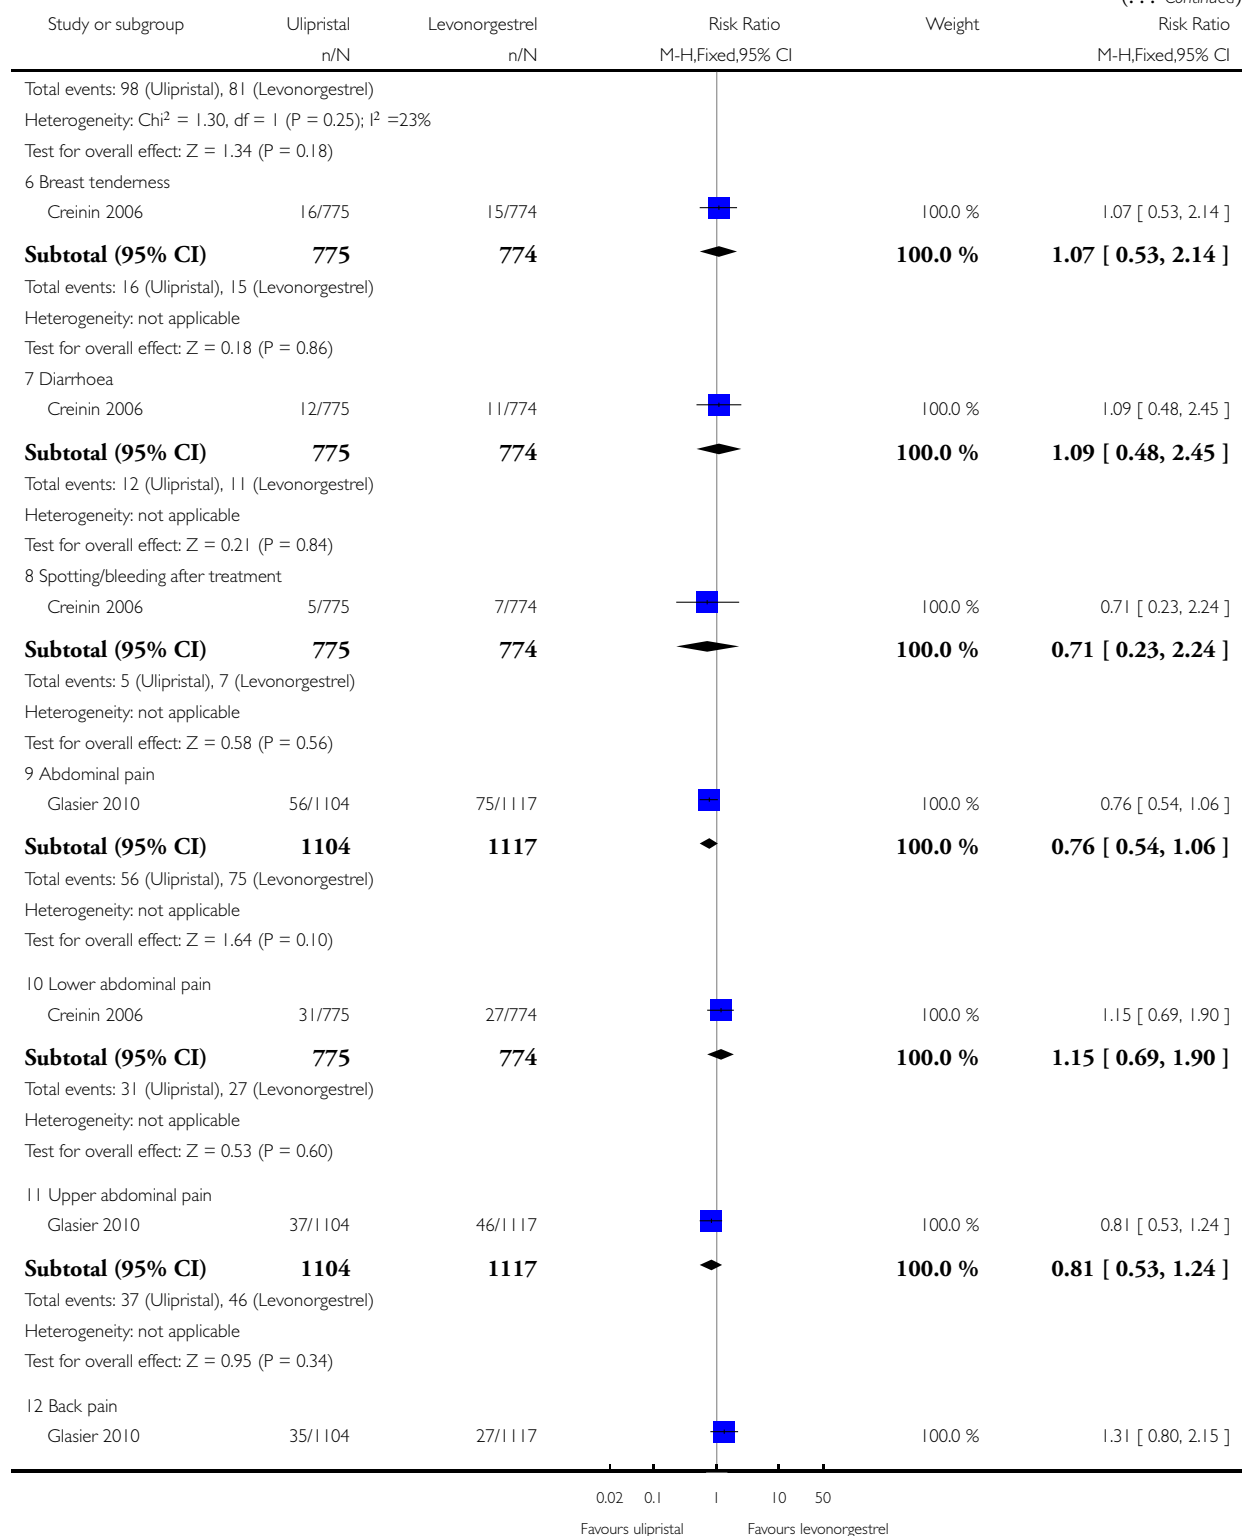 (... Continued)
Study or subgroup Ulipristal Levonorgestrel Risk Ratio Weight Risk Ratio
n/N n/N M-H,Fixed,95% CI M-H,Fixed,95% CI
Total events: 98 (Ulipristal), 81 (Levonorgestrel)
Heterogeneity: Chi² = 1.30, df = 1 (P = 0.25); I² =23%
Test for overall effect: Z = 1.34 (P = 0.18)
6 Breast tenderness
Creinin 2006 16/775 15/774 100.0 % 1.07 [ 0.53, 2.14 ]
Subtotal (95% CI) 775 774 100.0 % 1.07 [ 0.53, 2.14 ]
Total events: 16 (Ulipristal), 15 (Levonorgestrel)
Heterogeneity: not applicable
Test for overall effect: Z = 0.18 (P = 0.86)
7 Diarrhoea
Creinin 2006 12/775 11/774 100.0 % 1.09 [ 0.48, 2.45 ]
Subtotal (95% CI) 775 774 100.0 % 1.09 [ 0.48, 2.45 ]
Total events: 12 (Ulipristal), 11 (Levonorgestrel)
Heterogeneity: not applicable
Test for overall effect: Z = 0.21 (P = 0.84)
8 Spotting/bleeding after treatment
Creinin 2006 5/775 7/774 100.0 % 0.71 [ 0.23, 2.24 ]
Subtotal (95% CI) 775 774 100.0 % 0.71 [ 0.23, 2.24 ]
Total events: 5 (Ulipristal), 7 (Levonorgestrel)
Heterogeneity: not applicable
Test for overall effect: Z = 0.58 (P = 0.56)
9 Abdominal pain
Glasier 2010 56/1104 75/1117 100.0 % 0.76 [ 0.54, 1.06 ]
Subtotal (95% CI) 1104 1117 100.0 % 0.76 [ 0.54, 1.06 ]
Total events: 56 (Ulipristal), 75 (Levonorgestrel)
Heterogeneity: not applicable
Test for overall effect: Z = 1.64 (P = 0.10)
10 Lower abdominal pain
Creinin 2006 31/775 27/774 100.0 % 1.15 [ 0.69, 1.90 ]
Subtotal (95% CI) 775 774 100.0 % 1.15 [ 0.69, 1.90 ]
Total events: 31 (Ulipristal), 27 (Levonorgestrel)
Heterogeneity: not applicable
Test for overall effect: Z = 0.53 (P = 0.60)
11 Upper abdominal pain
Glasier 2010 37/1104 46/1117 100.0 % 0.81 [ 0.53, 1.24 ]
Subtotal (95% CI) 1104 1117 100.0 % 0.81 [ 0.53, 1.24 ]
Total events: 37 (Ulipristal), 46 (Levonorgestrel)
Heterogeneity: not applicable
Test for overall effect: Z = 0.95 (P = 0.34)
12 Back pain
Glasier 2010 35/1104 27/1117 100.0 % 1.31 [ 0.80, 2.15 ]
0.02 0.1 1 10 50
Favours ulipristal Favours levonorgestrel